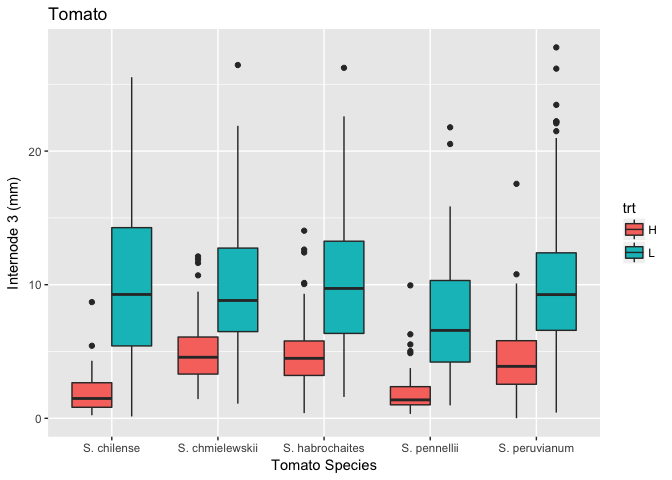 Tomato
Internode 3 (mm)
20
10
0
S. chilense
S. chmielewskii
S. habrochaites
S. pennellii
S. peruvianum
Tomato Species
trt
H
L